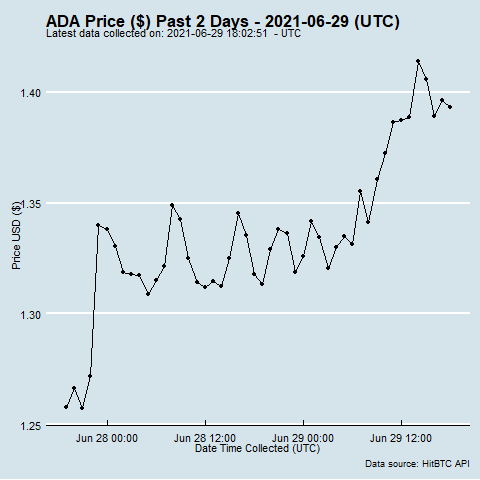 ADA Price ($) Past 2 Days - 2021-06-29 (UTC)
Latest data collected on: 2021-06-29 18:02:51 - UTC
1.40
1.35
Price USD ($)
1.30
1.25
Jun 28 00:00 Jun 28 12:00 Jun 29 00:00 Jun 29 12:00
Date Time Collected (UTC)
Data source: HitBTC API